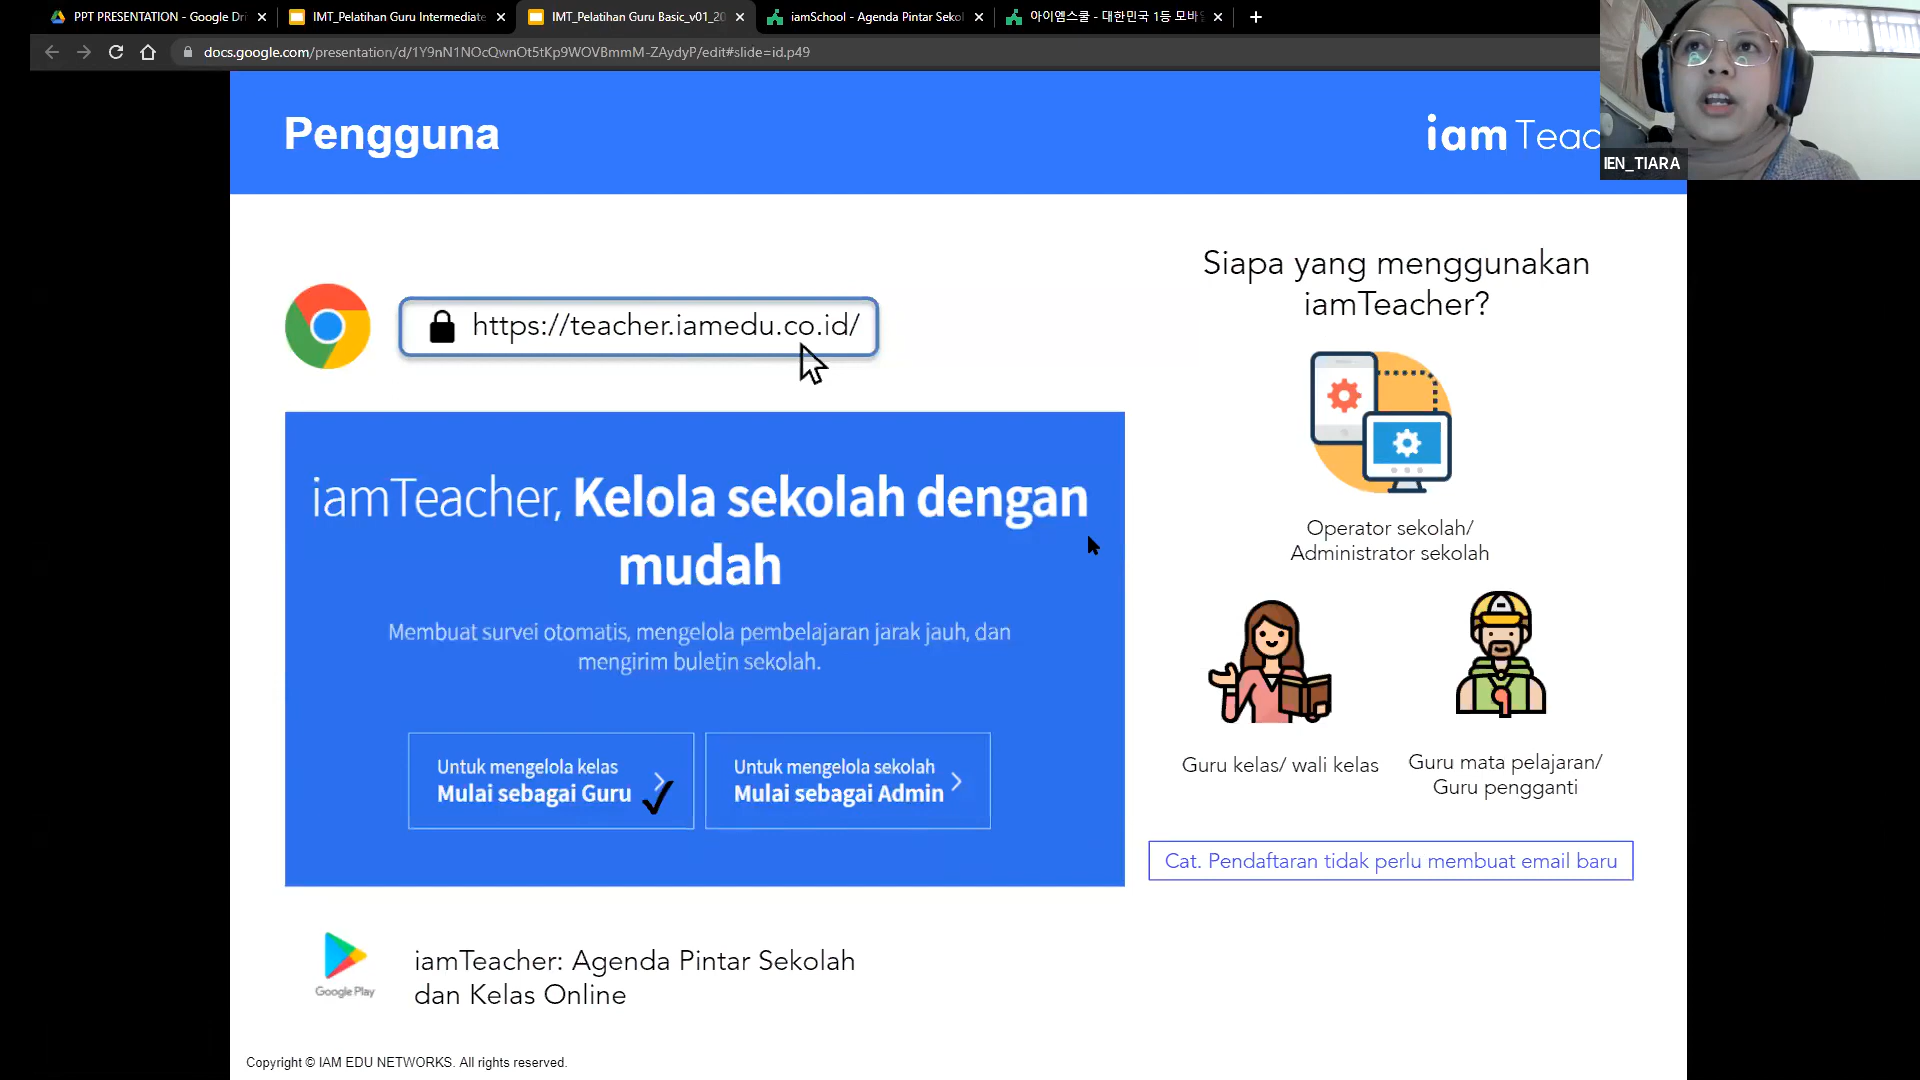 PPT PRESENTATION - Google Dri
IMT_Pelatihan Guru Intermediate
IMT_Pelatihan Guru Basic_v01_20
iamSchool - Agenda Pintar Sekol
아이엠스쿨 - 대한민국 1등 모바
docs.google.com/presentation/d/1Y9nN1NOcQwnOt5tKp9WOVBmmM-ZAydyP/edit#slide=id.p49
Pengguna
iam Teac
IEN_TIARA
https://teacher.iamedu.co.id/
iamTeacher, Kelola sekolah dengan
mudah
Membuat survei otomatis, mengelola pembelajaran jarak jauh, dan
mengirim buletin sekolah.
Untuk mengelola kelas
Mulai sebagai Guru
Untuk mengelola sekolah
Mulai sebagai Admin
Siapa yang menggunakan
iamTeacher?
Operator sekolah/
Administrator sekolah
Guru kelas/ wali kelas
Guru mata pelajaran/
Guru pengganti
Cat. Pendaftaran tidak perlu membuat email baru
Google Play
iamTeacher: Agenda Pintar Sekolah
dan Kelas Online
Copyright © IAM EDU NETWORKS. All rights reserved.